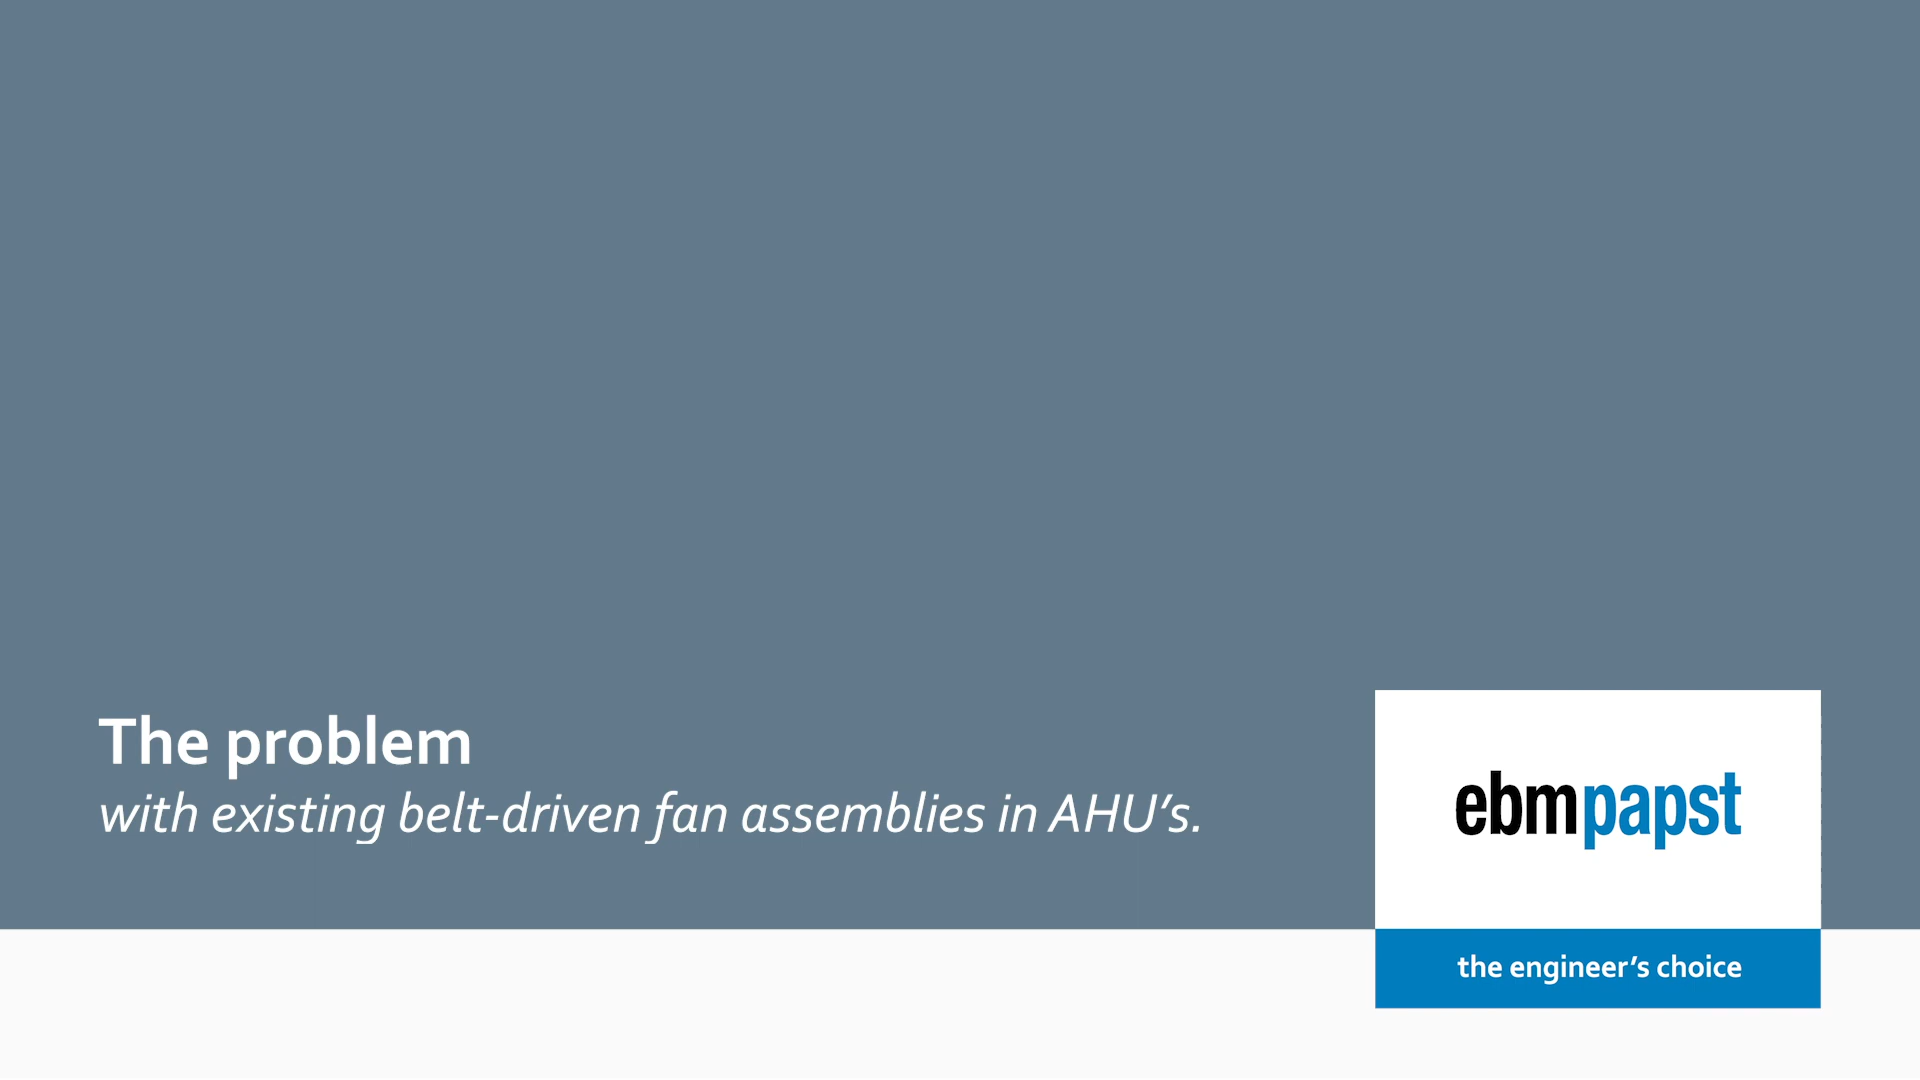 The problem
with existing belt-driven fan assemblies in AHU’s.
ebmpapst
the engineer’s choice